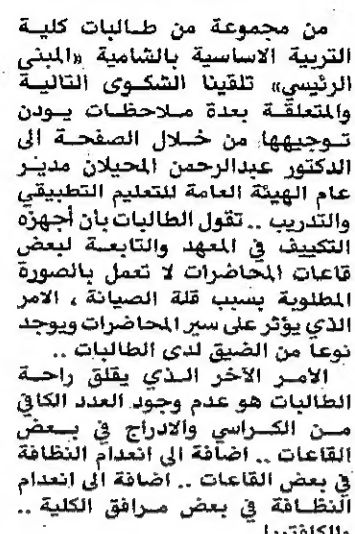 من مجموعة من طالبات كلية
التربية الاساسية بالشامية «المبنى
الرئيسي» تلقينا الشكوى التالية
والمتعلقة بعدة ملاحظات يودن
توجيهها من خلال الصفحة الى
الدكتور عبدالرحمن المحيلان مدير
عام الهيئة العامة للتعليم التطبيقي
والتدريب .. تقول الطالبات بأن أجهزة
التكييف في المعهد والتابعة لبعض
قاعات المحاضرات لا تعمل بالصورة
المطلوبة بسبب قلة الصيانة ، الامر
الذي يؤثر على سير المحاضرات ويوجد
نوعا من الضيق لدى الطالبات ..
الامر الآخر الذي يقلق راحة
الطالبات هو عدم وجود العدد الكافي
من الكراسي والادراج في بعض
القاعات .. اضافة الى انعدام النظافة
في بعض القاعات .. اضافة الى انعدام
النظافة في بعض مرافق الكلية ..